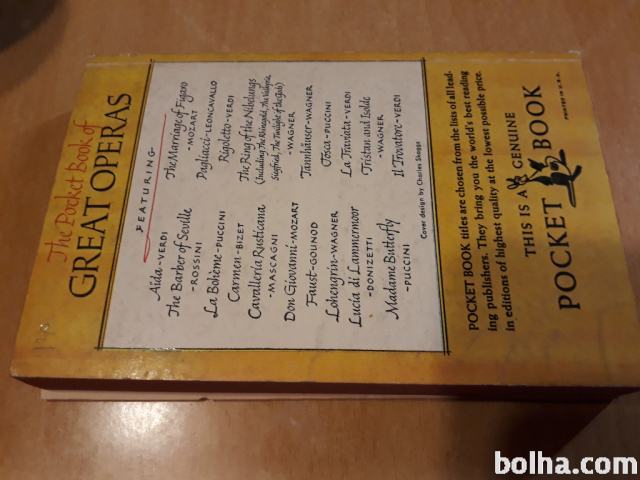 The Pocket Book of
GREAT OPERAS
FEATURING
Aïda-VERDI
The Barber of Seville
-ROSSINI
La Bohème-PUCCINI
Carmen-BIZET
Cavalleria Rusticana
-MASCAGNI
Don Giovanni-MOZART
Faust-GOUNOD
Lohengrin-WAGNER
Lucia di Lammermoor
-DONIZETTI
Madame Butterfly
-PUCCINI
The Marriage of Figaro
-MOZART
Pagliacci-LEONCAVALLO
Rigoletto-VERDI
The Ring of the Nibelungs
(Including The Rhinegold, The Valkyrie,
Siegfried, The Twilight of the Gods)
-WAGNER
Tannhäuser-WAGNER
Tosca-PUCCINI
La Traviata-VERDI
Tristan and Isolde
-WAGNER
Il Trovatore-VERDI
Cover design by Charles Skaggs
POCKET BOOK titles are chosen from the lists of all lead-
ing publishers. They bring you the world's best reading
in editions of highest quality at the lowest possible price.
THIS IS A GENUINE
POCKET BOOK
PRINTED IN U.S.A.
bolha.com